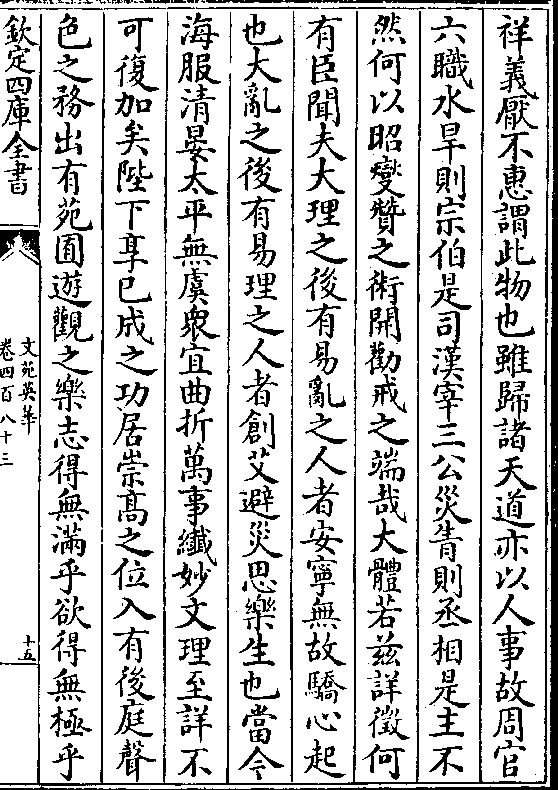 祥義厭不惠謂此物也雖歸諸天道亦以人事故周官
六職水旱則宗伯是司漢宰三公災眚則丞相是主不
然何以昭燮贊之術開勸戒之端哉大體若茲詳徵何
有臣聞夫大理之後有易亂之人者安寧無故驕心起
也大亂之後有易理之人者創艾避災思樂生也當今
海服清晏太平無虞衆宜曲折萬事纎妙文理至詳不
可復加矣陛下享已成之功居崇髙之位入有後庭聲
色之務出有苑囿遊觀之樂志得無滿乎欲得無極乎
欽定四庫全書
文苑英華
卷四百八十三
十五